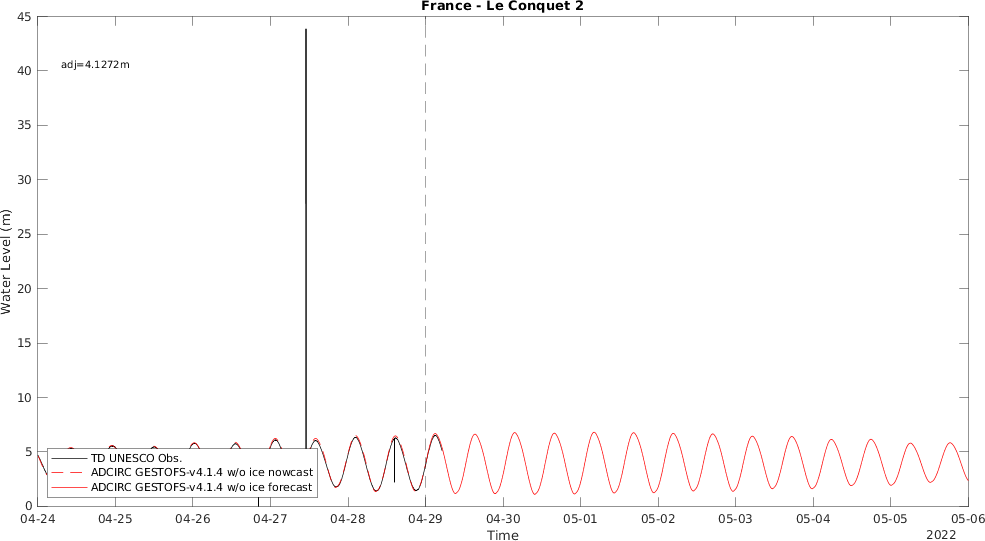 France - Le Conquet 2
45
adj=4.1272m
40
35
30
25
20
15
10
5
0
Water Level (m)
TD UNESCO Obs.
ADCIRC GESTOFS-v4.1.4 w/o ice nowcast
ADCIRC GESTOFS-v4.1.4 w/o ice forecast
04-24 04-25 04-26 04-27 04-28 04-29 04-30 05-01 05-02 05-03 05-04 05-05 05-06
Time
2022